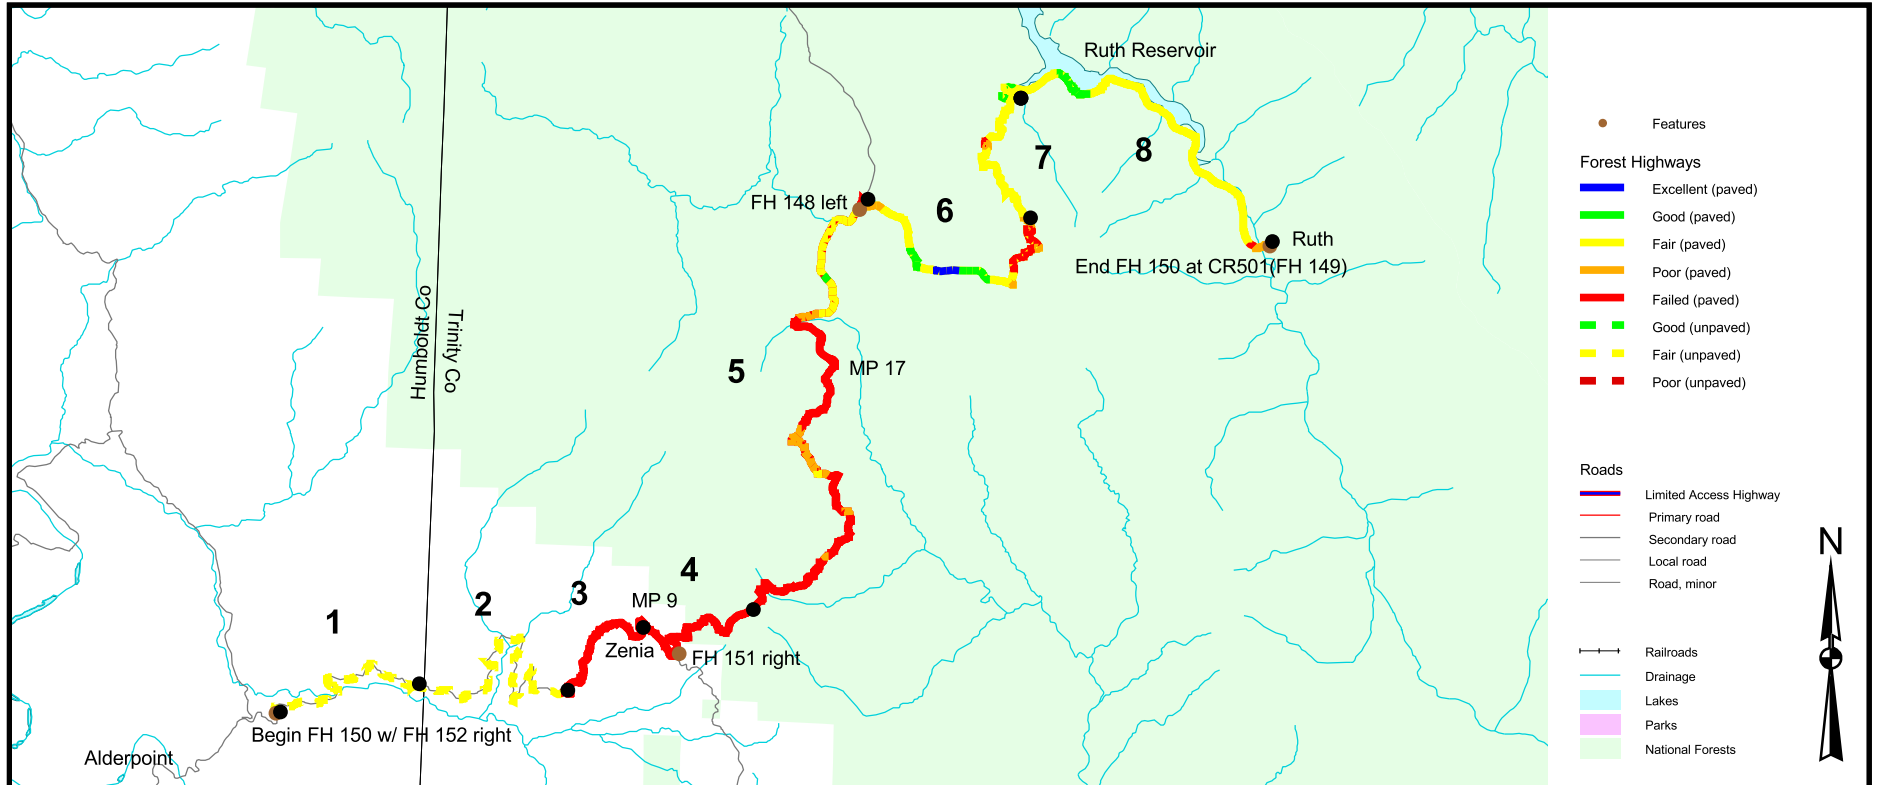 Ruth Reservoir
7
8
FH 148 left
6
Ruth
End FH 150 at CR501(FH 149)
Humboldt Co
Trinity Co
5
MP 17
4
3
2
1
MP 9
Zenia
FH 151 right
Begin FH 150 w/ FH 152 right
Alderpoint
Features
Forest Highways
Excellent (paved)
Good (paved)
Fair (paved)
Poor (paved)
Failed (paved)
Good (unpaved)
Fair (unpaved)
Poor (unpaved)
Roads
Limited Access Highway
Primary road
Secondary road
Local road
Road, minor
Railroads
Drainage
Lakes
Parks
National Forests
N